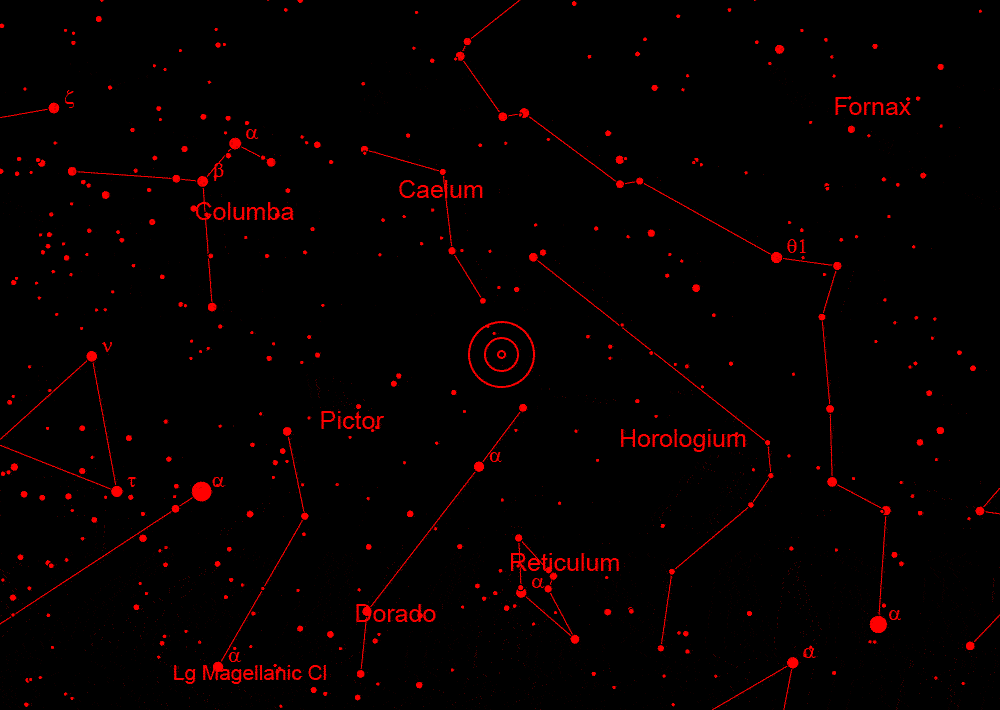 ζ
Fornax
α
β
Caelum
Columba
θ1
ν
Pictor
Horologium
α
τ
α
Reticulum
α
Dorado
α
α
α
Lg Magellanic Cl